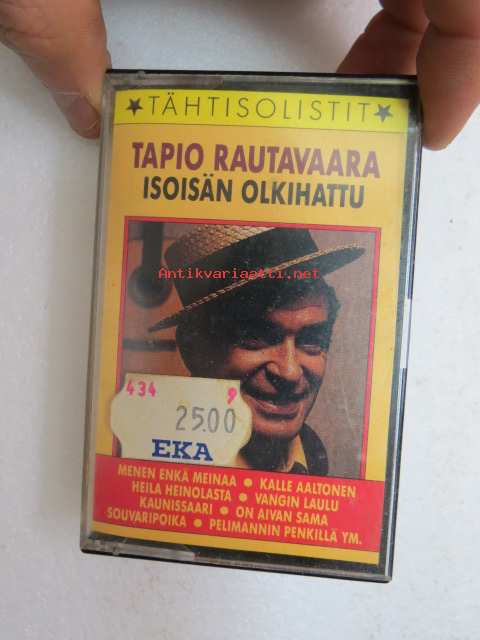 ★TÄHTISOLISTIT★
TAPIO RAUTAVAARA
ISOISÄN OLKIHATTU
Antikvariaatti.net
434 9
25.00
EKA
MENEN ENKÄ MEINAA • KALLE AALTONEN
HEILA HEINOLASTA • VANGIN LAULU
KAUNISSAARI • ON AIVAN SAMA
SOUVARIPOIKA • PELIMANNIN PENKILLÄ YM.